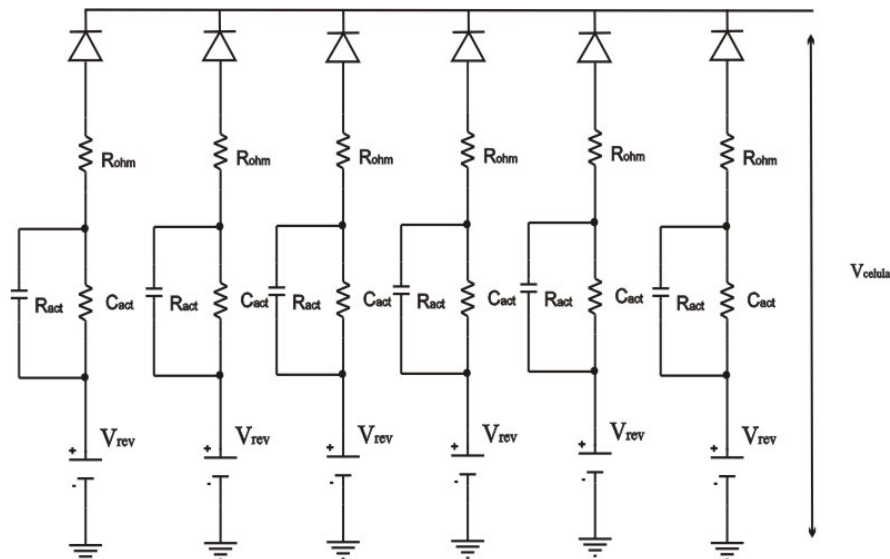 Rohm Rohm Rohm Rohm Rohm Rohm
Vcelula
Ract Cact Ract Cact Ract Cact Ract Cact Ract Cact Ract Cact
Vrev Vrev Vrev Vrev Vrev Vrev
+ + + + + +
- - - - - -